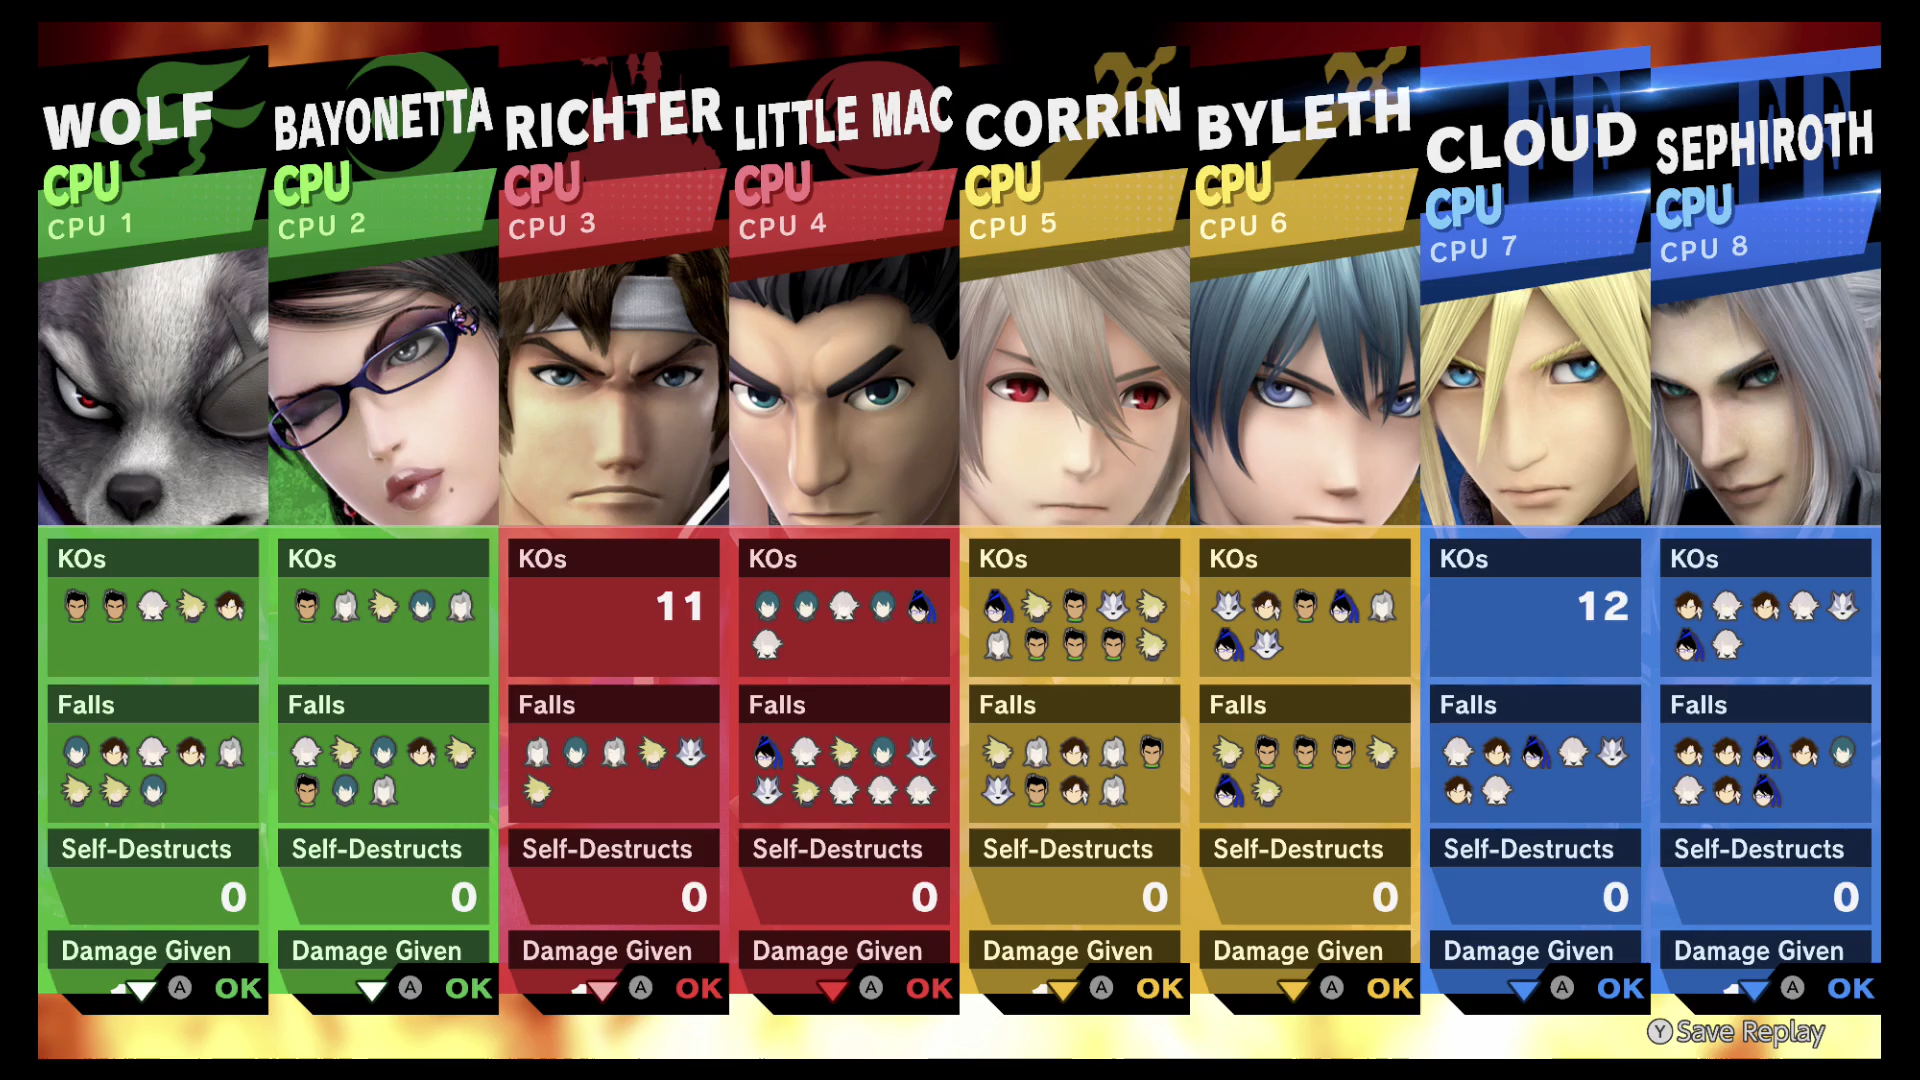 WOLF
CPU
CPU 1
BAYONETTA
CPU
CPU 2
RICHTER
CPU
CPU 3
LITTLE MAC
CPU
CPU 4
CORRIN
CPU
CPU 5
BYLETH
CPU
CPU 6
CLOUD
CPU
CPU 7
SEPHIROTH
CPU
CPU 8
KOs
KOs
KOs
11
KOs
KOs
KOs
KOs
12
KOs
Falls
Falls
Falls
Falls
Falls
Falls
Falls
Falls
Self-Destructs
0
Self-Destructs
0
Self-Destructs
0
Self-Destructs
0
Self-Destructs
0
Self-Destructs
0
Self-Destructs
0
Self-Destructs
0
Damage Given
Damage Given
Damage Given
Damage Given
Damage Given
Damage Given
Damage Given
Damage Given
A OK
A OK
A OK
A OK
A OK
A OK
A OK
A OK
Y Save Replay